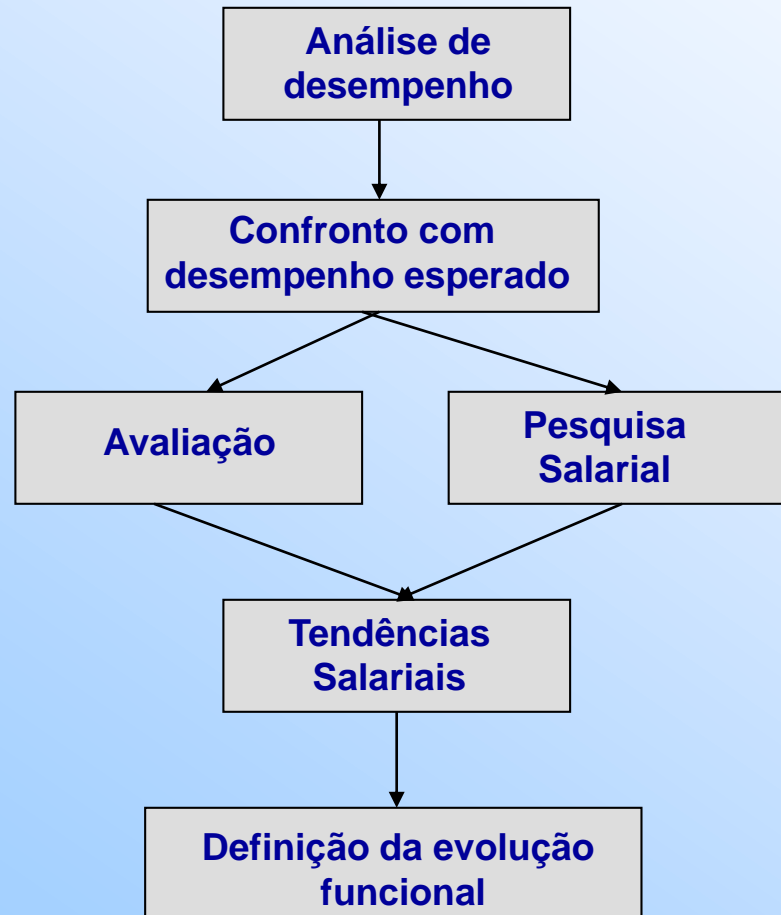 Análise de
desempenho
Confronto com
desempenho esperado
Avaliação
Pesquisa
Salarial
Tendências
Salariais
Definição da evolução
funcional